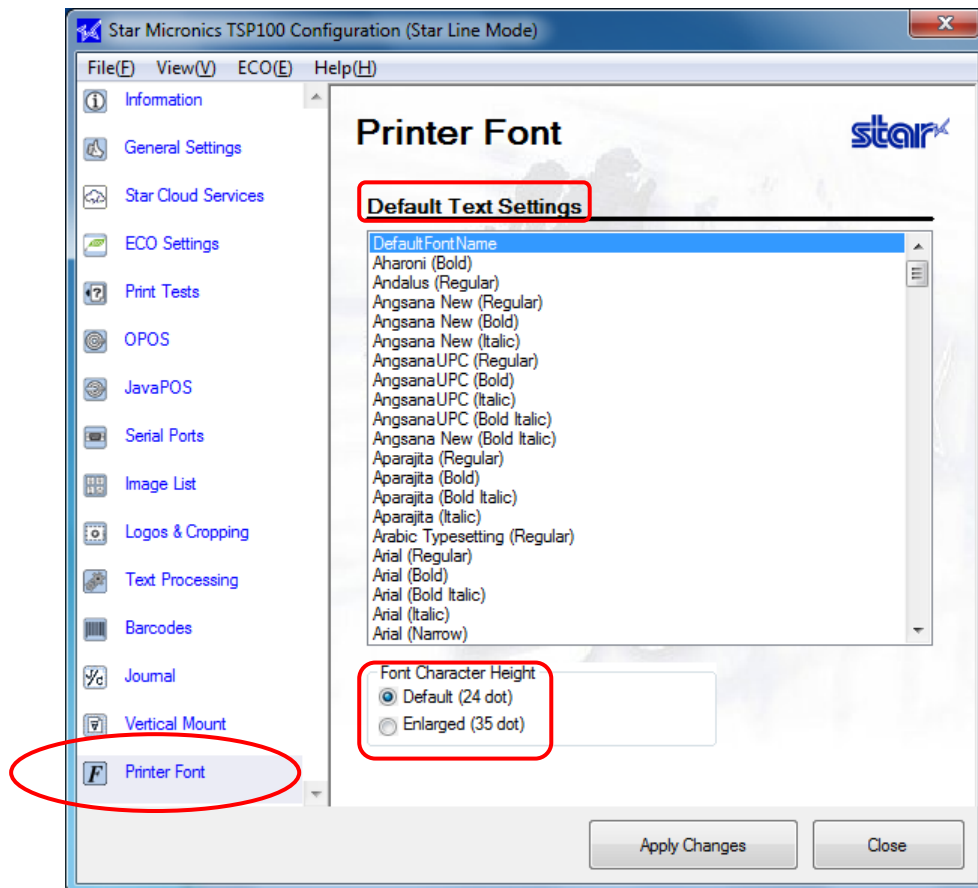 Star Micronics TSP100 Configuration (Star Line Mode)
File(F) View(V) ECO(E) Help(H)
Information
General Settings
Star Cloud Services
ECO Settings
Print Tests
OPOS
JavaPOS
Serial Ports
Image List
Logos & Cropping
Text Processing
Barcodes
Journal
Vertical Mount
Printer Font
Printer Font
star
Default Text Settings
DefaultFontName
Aharoni (Bold)
Andalus (Regular)
Angsana New (Regular)
Angsana New (Bold)
Angsana New (Italic)
AngsanaUPC (Regular)
AngsanaUPC (Bold)
AngsanaUPC (Italic)
AngsanaUPC (Bold Italic)
Angsana New (Bold Italic)
Aparajita (Regular)
Aparajita (Bold)
Aparajita (Bold Italic)
Aparajita (Italic)
Arabic Typesetting (Regular)
Arial (Regular)
Arial (Bold)
Arial (Bold Italic)
Arial (Italic)
Arial (Narrow)
Font Character Height
Default (24 dot)
Enlarged (35 dot)
Apply Changes
Close